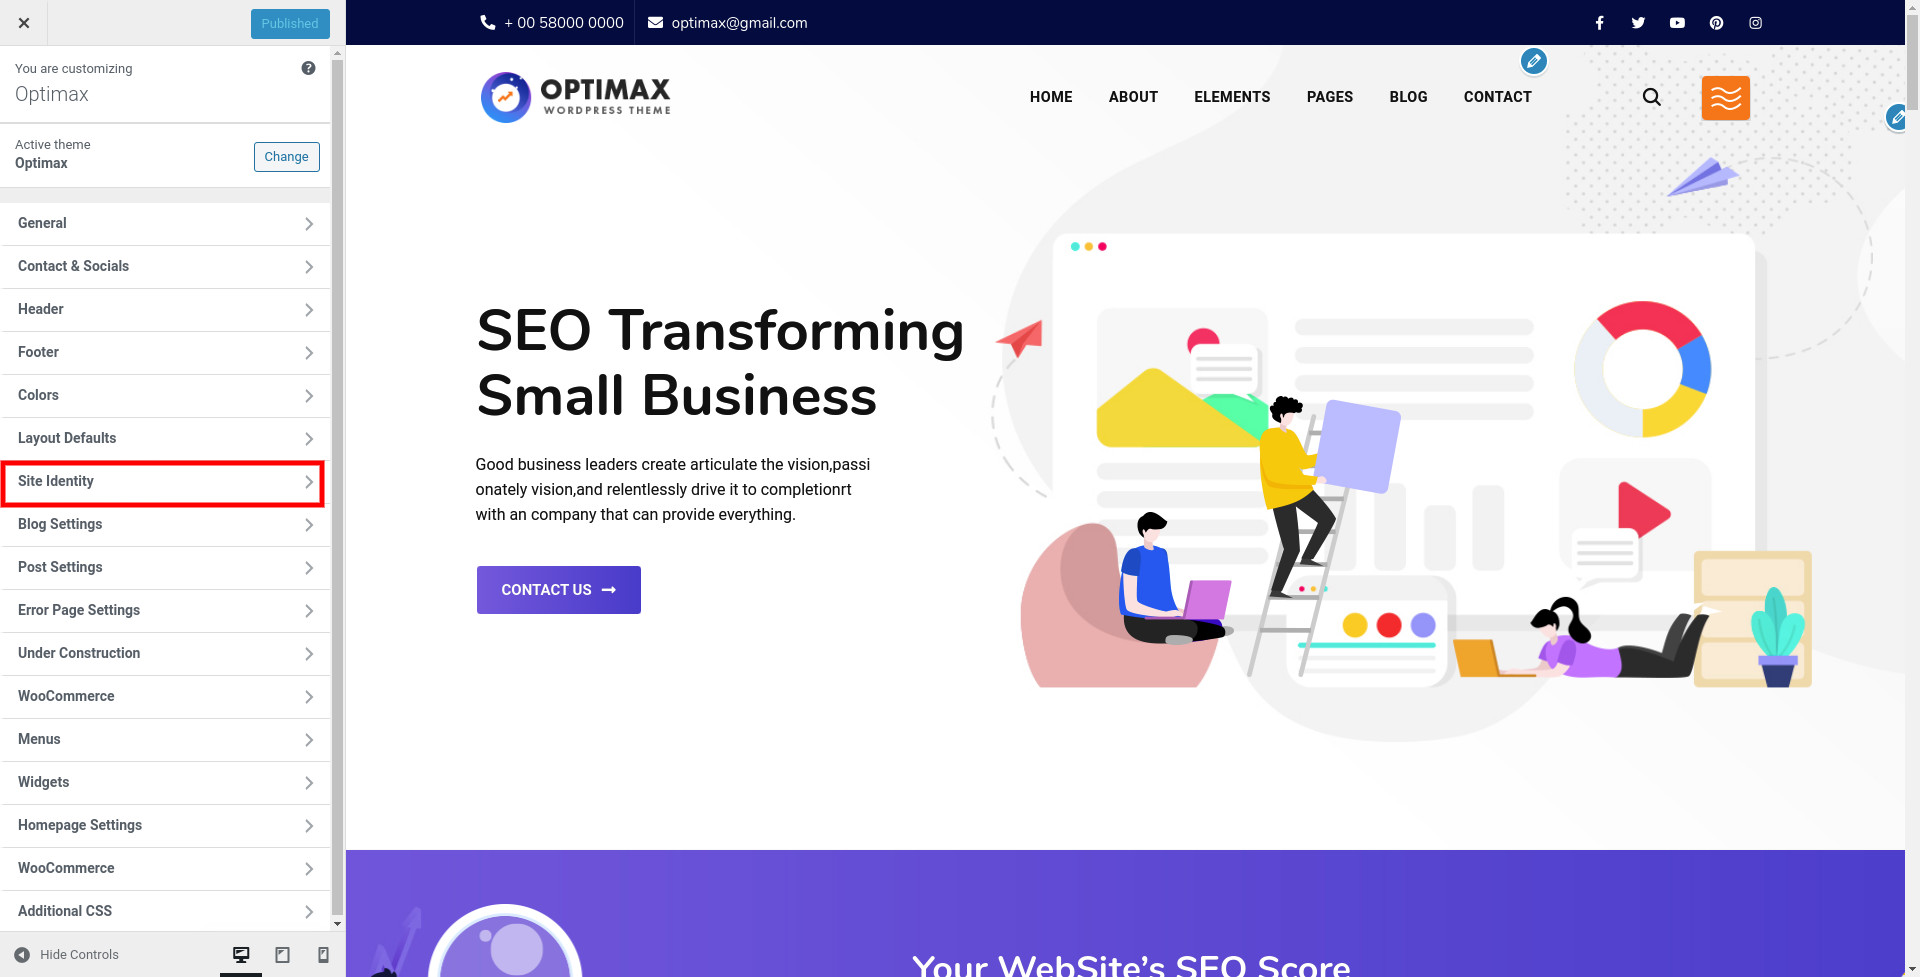 Published
You are customizing
Optimax
Active theme
Optimax
Change
General
Contact & Socials
Header
Footer
Colors
Layout Defaults
Site Identity
Blog Settings
Post Settings
Error Page Settings
Under Construction
WooCommerce
Menus
Widgets
Homepage Settings
WooCommerce
Additional CSS
Hide Controls
+ 00 58000 0000
optimax@gmail.com
OPTIMAX
WORDPRESS THEME
HOME ABOUT ELEMENTS PAGES BLOG CONTACT
SEO Transforming
Small Business
Good business leaders create articulate the vision,passi
onately vision,and relentlessly drive it to completionrt
with an company that can provide everything.
CONTACT US
Your WebSite's SEO Score